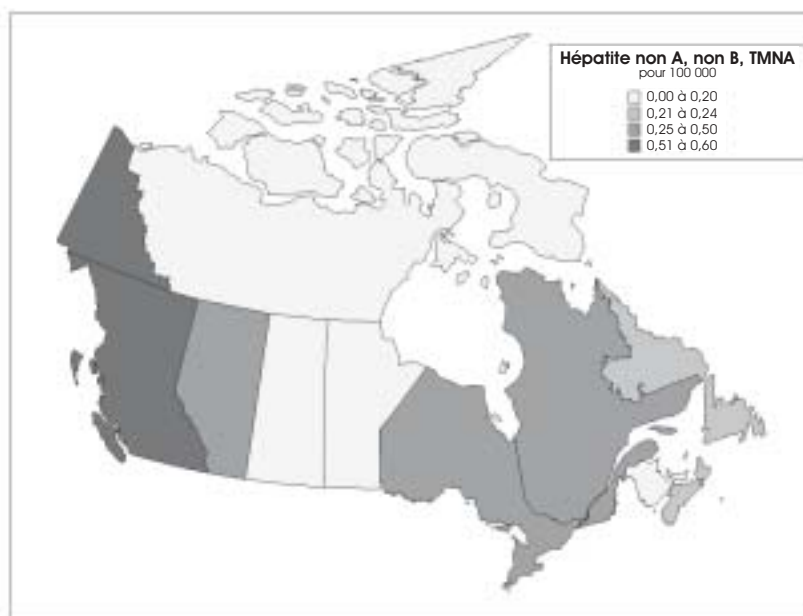 Hépatite non A, non B, TMNA
pour 100 000
0,00 à 0,20
0,21 à 0,24
0,25 à 0,50
0,51 à 0,60